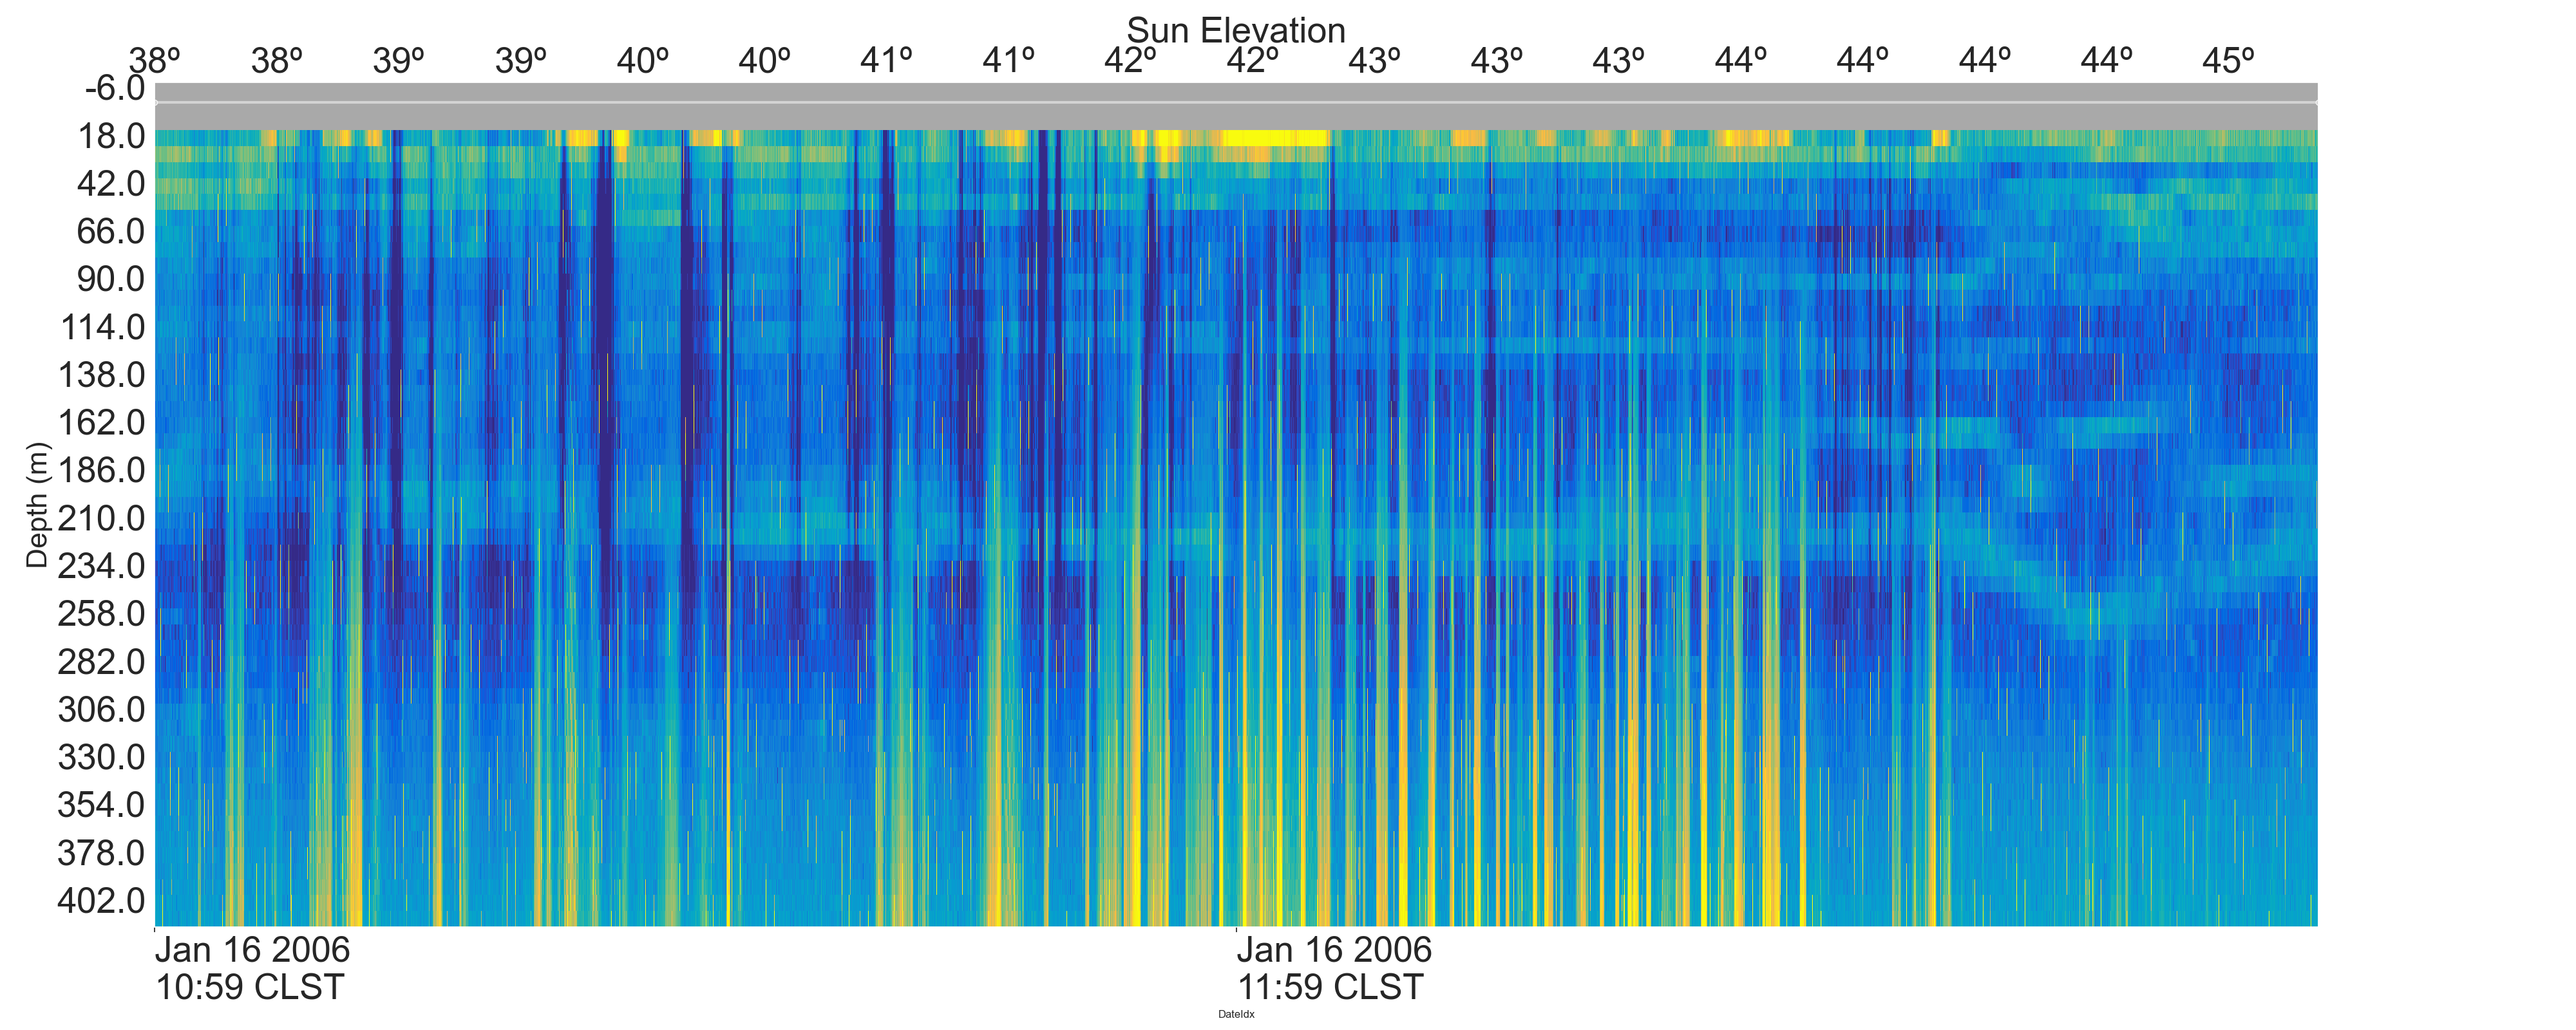 Sun Elevation
38º 38º 39º 39º 40º 40º 41º 41º 42º 42º 43º 43º 43º 44º 44º 44º 44º 45º
-6.0
18.0
42.0
66.0
90.0
114.0
138.0
162.0
186.0
210.0
234.0
258.0
282.0
306.0
330.0
354.0
378.0
402.0
Depth (m)
Jan 16 2006
10:59 CLST
Jan 16 2006
11:59 CLST
DateIdx